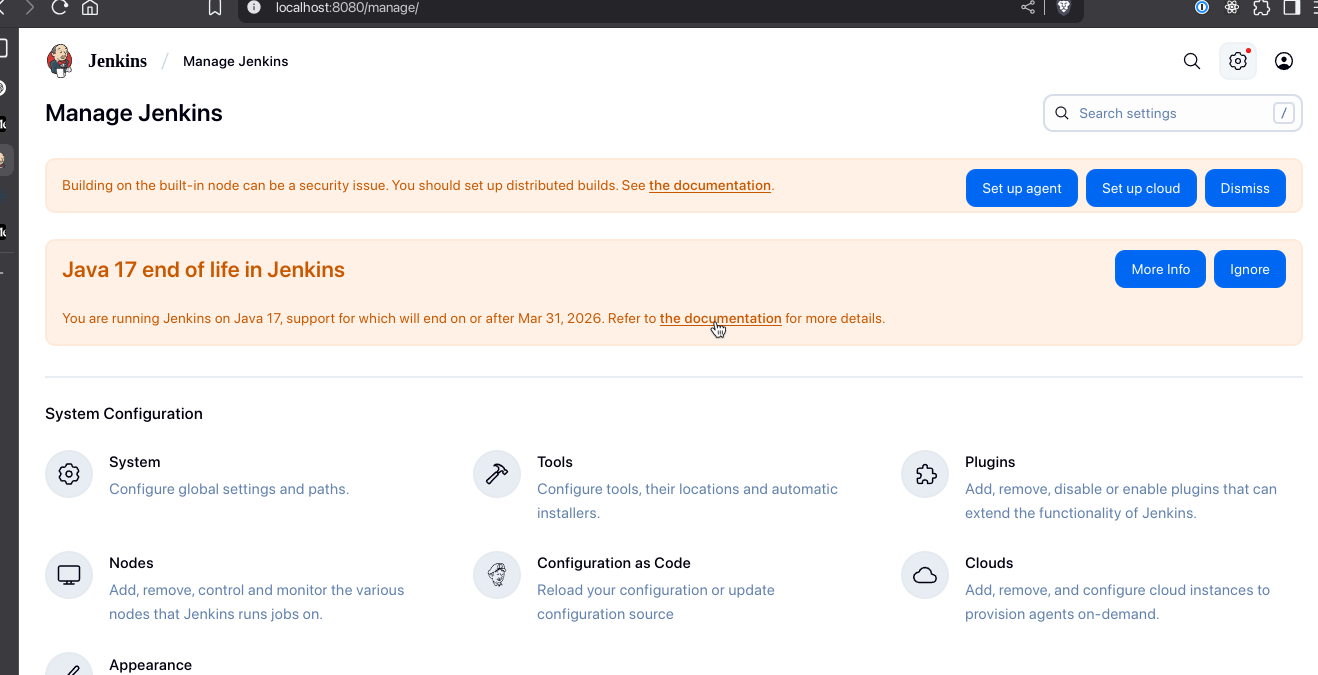 localhost:8080/manage/
Jenkins / Manage Jenkins
Manage Jenkins
Search settings /
Building on the built-in node can be a security issue. You should set up distributed builds. See the documentation.
Set up agent Set up cloud Dismiss
Java 17 end of life in Jenkins
More Info Ignore
You are running Jenkins on Java 17, support for which will end on or after Mar 31, 2026. Refer to the documentation for more details.
System Configuration
System
Configure global settings and paths.
Tools
Configure tools, their locations and automatic
installers.
Plugins
Add, remove, disable or enable plugins that can
extend the functionality of Jenkins.
Nodes
Add, remove, control and monitor the various
nodes that Jenkins runs jobs on.
Configuration as Code
Reload your configuration or update
configuration source
Clouds
Add, remove, and configure cloud instances to
provision agents on-demand.
Appearance